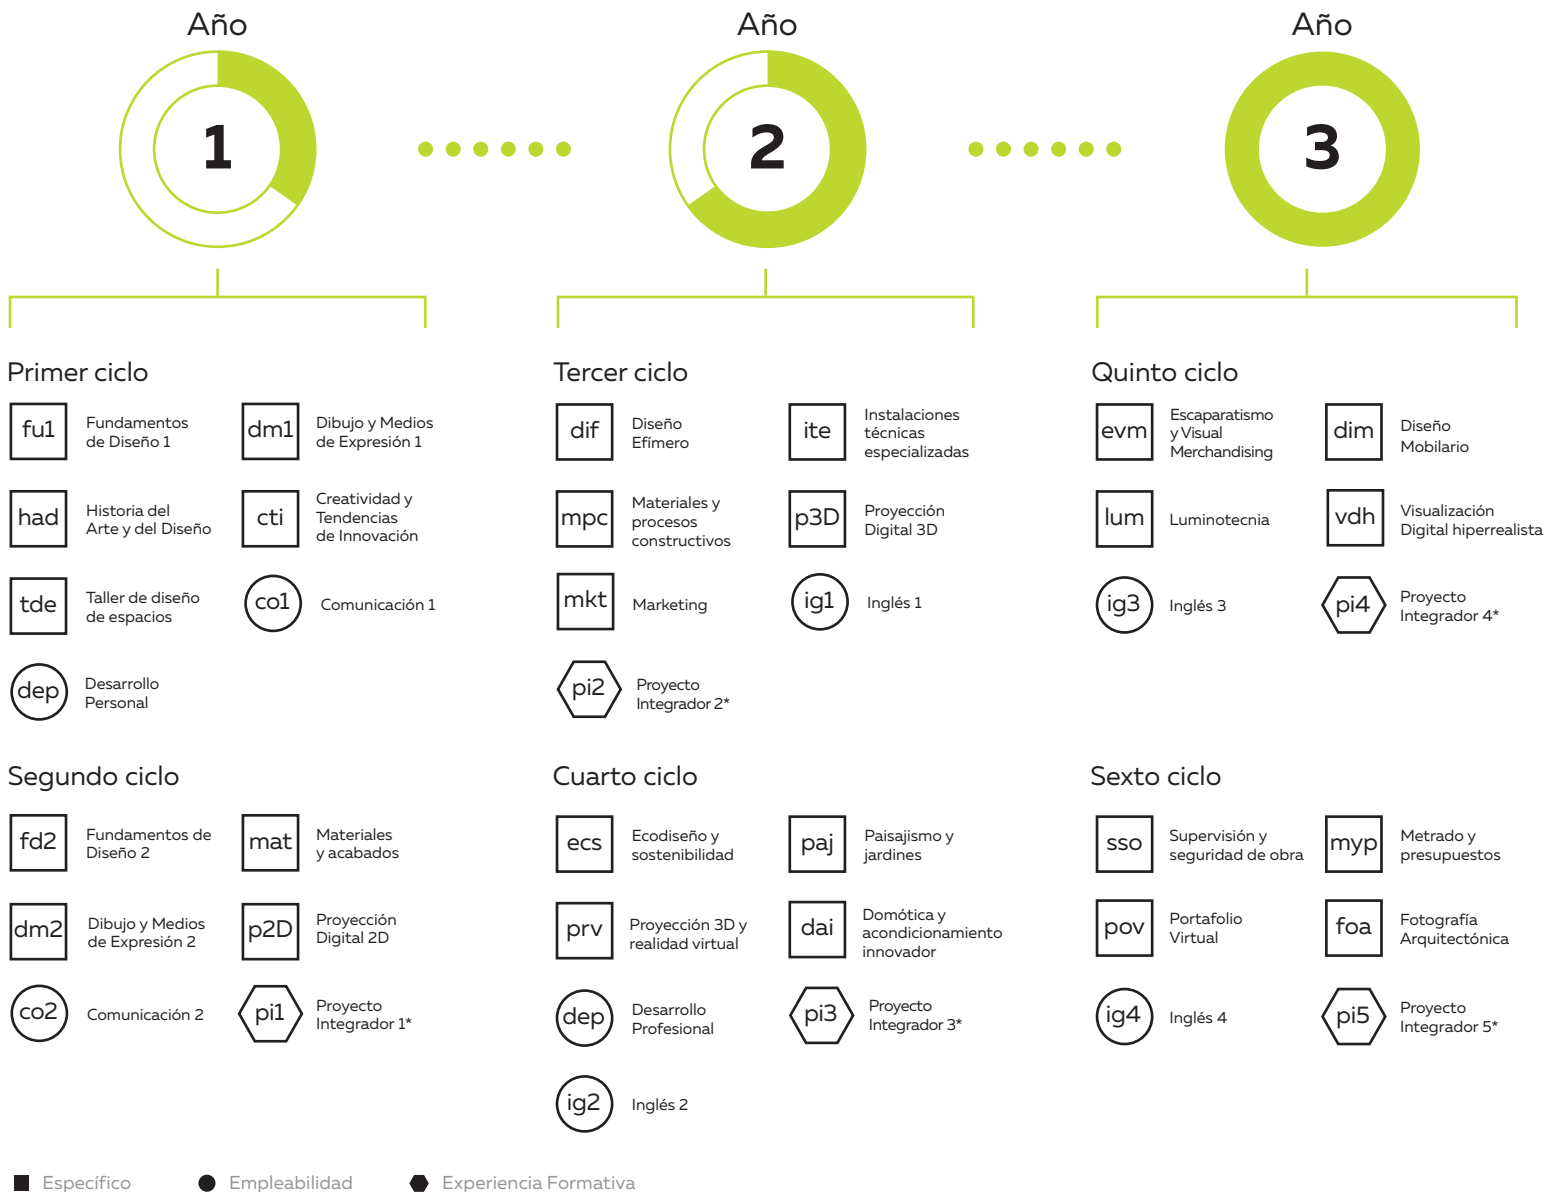 Año
1
Año
2
Año
3
Primer ciclo
fu1
Fundamentos
de Diseño 1
dm1
Dibujo y Medios
de Expresión 1
had
Historia del
Arte y del Diseño
cti
Creatividad y
Tendencias
de Innovación
tde
Taller de diseño
de espacios
co1
Comunicación 1
dep
Desarrollo
Personal
Segundo ciclo
fd2
Fundamentos de
Diseño 2
mat
Materiales
y acabados
dm2
Dibujo y Medios
de Expresión 2
p2D
Proyección
Digital 2D
co2
Comunicación 2
pi1
Proyecto
Integrador 1*
Tercer ciclo
dif
Diseño
Efímero
ite
Instalaciones
técnicas
especializadas
mpc
Materiales y
procesos
constructivos
p3D
Proyección
Digital 3D
mkt
Marketing
ig1
Inglés 1
pi2
Proyecto
Integrador 2*
Cuarto ciclo
ecs
Ecodiseño y
sostenibilidad
paj
Paisajismo y
jardines
prv
Proyección 3D y
realidad virtual
dai
Domótica y
acondicionamiento
innovador
dep
Desarrollo
Profesional
pi3
Proyecto
Integrador 3*
ig2
Inglés 2
Quinto ciclo
evm
Escaparatismo
y Visual
Merchandising
dim
Diseño
Mobilario
lum
Luminotecnia
vdh
Visualización
Digital hiperrealista
ig3
Inglés 3
pi4
Proyecto
Integrador 4*
Sexto ciclo
sso
Supervisión y
seguridad de obra
myp
Metrado y
presupuestos
pov
Portafolio
Virtual
foa
Fotografía
Arquitectónica
ig4
Inglés 4
pi5
Proyecto
Integrador 5*
Específico
Empleabilidad
Experiencia Formativa